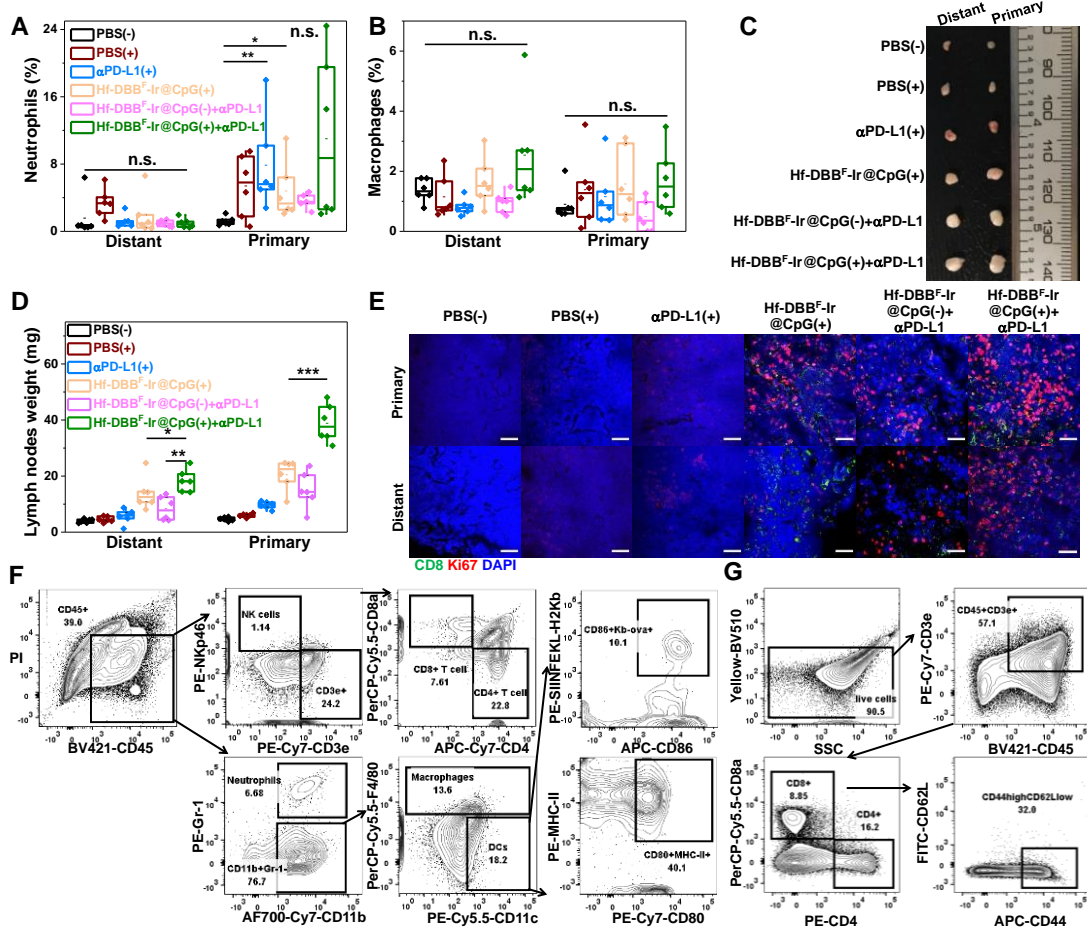 A
Neutrophils (%)
24
16
8
0
PBS(-)
PBS(+)
αPD-L1(+)
Hf-DBBF-Ir@CpG(+)
Hf-DBBF-Ir@CpG(-)+αPD-L1
Hf-DBBF-Ir@CpG(+)+αPD-L1
n.s.
*
**
n.s.
Distant
Primary
B
Macrophages (%)
6
4
2
0
n.s.
n.s.
Distant
Primary
C
Distant
Primary
PBS(-)
PBS(+)
αPD-L1(+)
Hf-DBBF-Ir@CpG(+)
Hf-DBBF-Ir@CpG(-)+αPD-L1
Hf-DBBF-Ir@CpG(+)+αPD-L1
90
100
110
120
130
140
D
Lymph nodes weight (mg)
60
40
20
0
PBS(-)
PBS(+)
αPD-L1(+)
Hf-DBBF-Ir@CpG(+)
Hf-DBBF-Ir@CpG(-)+αPD-L1
Hf-DBBF-Ir@CpG(+)+αPD-L1
*
**
***
Distant
Primary
E
PBS(-)
PBS(+)
αPD-L1(+)
Hf-DBBF-Ir
@CpG(+)
Hf-DBBF-Ir
@CpG(-)+
αPD-L1
Hf-DBBF-Ir
@CpG(+)+
αPD-L1
Primary
Distant
CD8 Ki67 DAPI
F
CD45+
39.0
PI
BV421-CD45
NK cells
1.14
CD3e+
24.2
PE-NKp46
PE-Cy7-CD3e
CD8+ T cell
7.61
CD4+ T cell
22.8
PerCP-Cy5.5-CD8a
APC-Cy7-CD4
CD86+Kb-ova+
10.1
PE-SIINFEKL-H2Kb
APC-CD86
Neutrophils
6.68
CD11b+Gr-1-
76.7
PE-Gr-1
AF700-Cy7-CD11b
Macrophages
13.6
DCs
18.2
PerCP-Cy5.5-F4/80
PE-Cy5.5-CD11c
CD80+MHC-II+
40.1
PE-MHC-II
PE-Cy7-CD80
G
Yellow-BV510
live cells
90.5
SSC
CD45+CD3e+
57.1
PE-Cy7-CD3e
BV421-CD45
CD8+
8.85
CD4+
16.2
PerCP-Cy5.5-CD8a
PE-CD4
CD44highCD62Llow
32.0
FITC-CD62L
APC-CD44